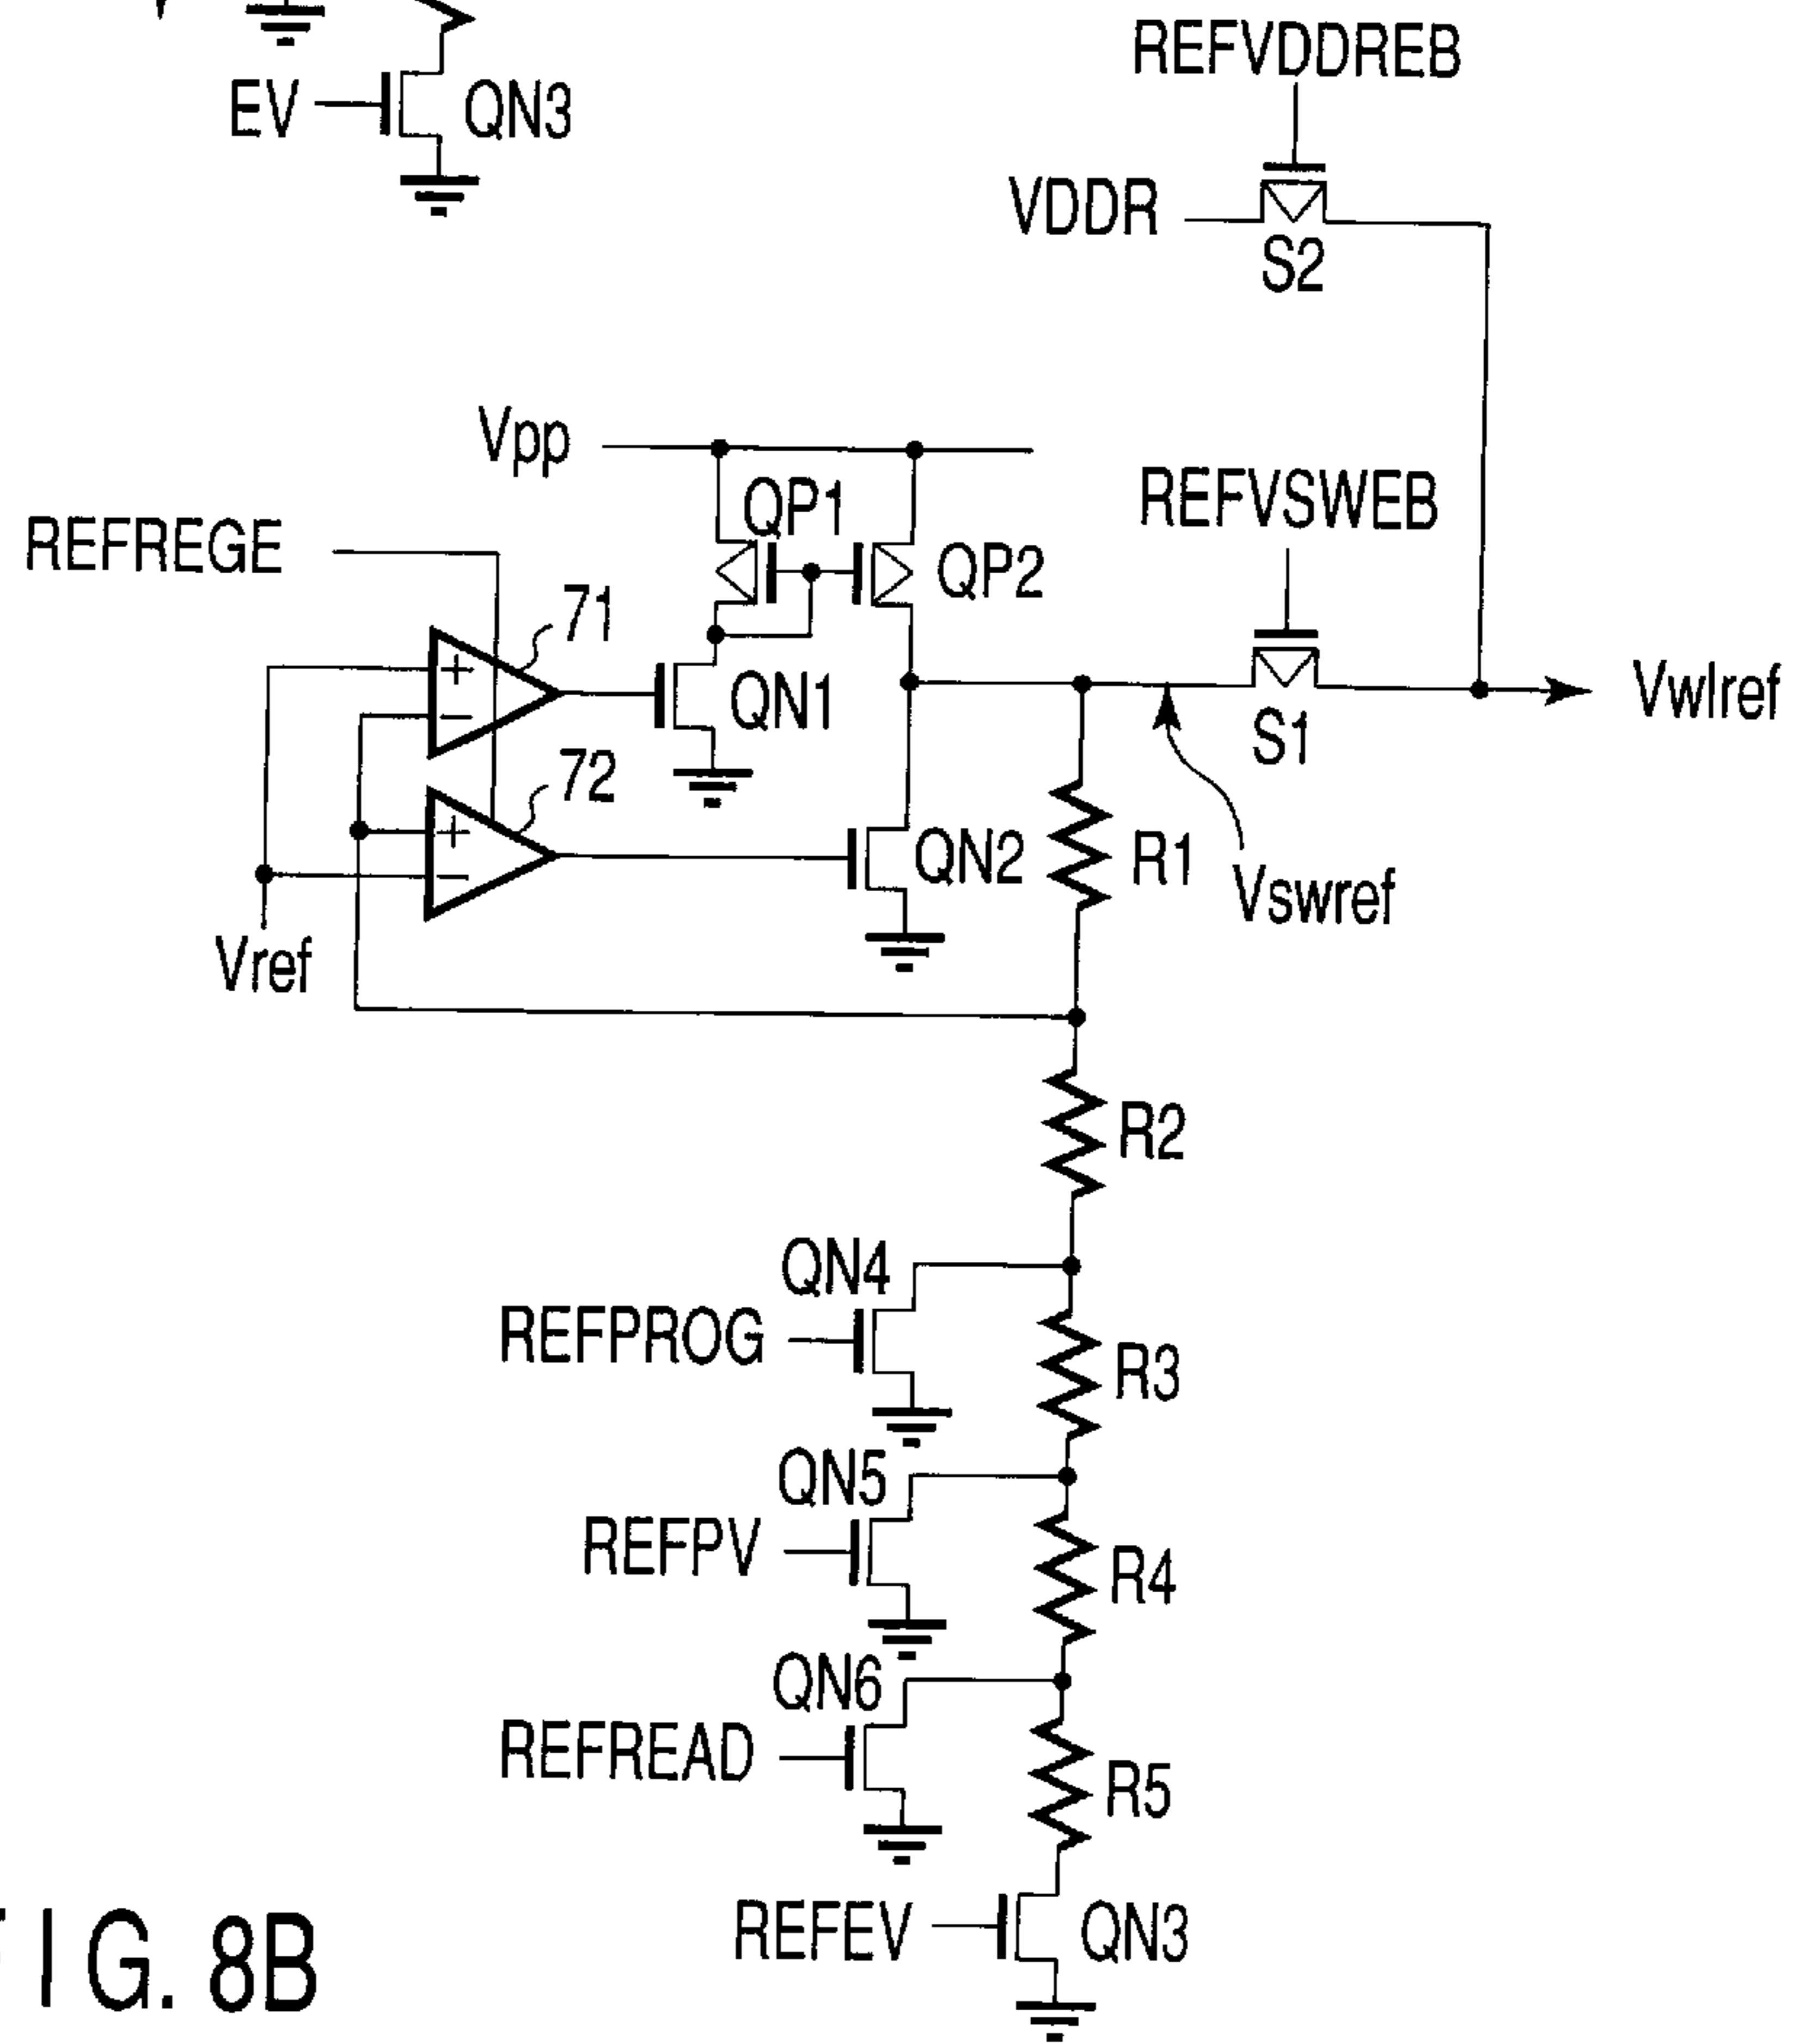 EV
QN3
REFVDDREB
VDDR
S2
Vpp
QP1
QP2
REFREGE
REFVSWEB
71
+
−
QN1
S1
Vwlref
72
+
−
QN2
R1
Vswref
Vref
R2
QN4
REFPROG
R3
QN5
REFPV
R4
QN6
REFREAD
R5
REFEV
QN3
FIG. 8B